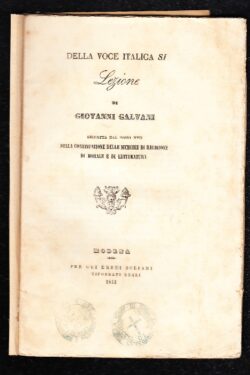 DELLA VOCE ITALICA SI
Lezione
DI
GIOVANNI GALVANI
NELLA CONTINUAZIONE DELLE MEMORIE DI RELIGIONE
DI MORALE E DI LETTERATURA
MODENA
PER GLI EREDI SOLIANI
TIPOGRAFI REALI